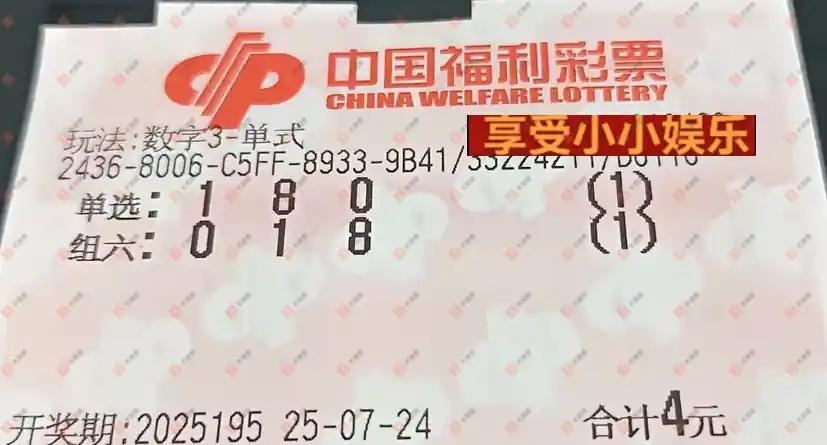 中国福利彩票
CHINA WELFARE LOTTERY
玩法:数字3-单式
享受小小娱乐
2436-8006-C5FF-8933-9B41/33224211/D0110
单选: 1 8 0 (1)
组六: 0 1 8 (1)
开奖期:2025195 25-07-24 合计4元